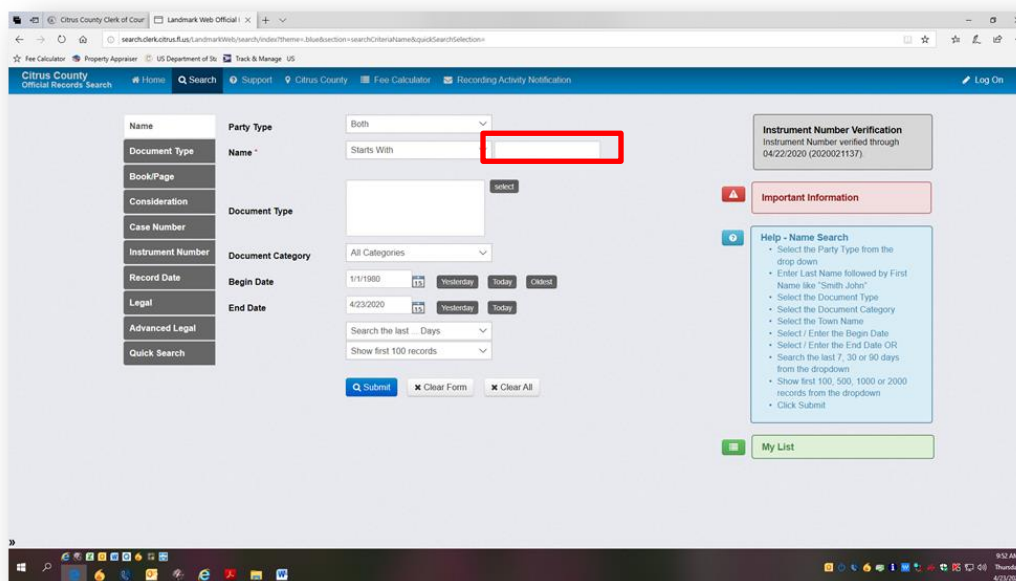 Citrus County Clerk of Cour
Landmark Web Official
search.clerk.citrus.fl.us/LandmarkWeb/search/index?theme=.blue&section=searchCriteriaName&quickSearchSelection=
Fee Calculator Property Appraiser US Department of Sta Track & Manage US
Citrus County
Official Records Search
Home Search Support Citrus County Fee Calculator Recording Activity Notification Log On
Name
Document Type
Book/Page
Consideration
Case Number
Instrument Number
Record Date
Legal
Advanced Legal
Quick Search
Party Type Both
Name * Starts With
select
Document Type
Document Category All Categories
Begin Date 1/1/1980 Yesterday Today Oldest
End Date 4/23/2020 Yesterday Today
Search the last ... Days
Show first 100 records
Submit Clear Form Clear All
Instrument Number Verification
Instrument Number verified through
04/22/2020 (2020021137).
Important Information
Help - Name Search
• Select the Party Type from the
drop down
• Enter Last Name followed by First
Name like "Smith John"
• Select the Document Type
• Select the Document Category
• Select the Town Name
• Select / Enter the Begin Date
• Select / Enter the End Date OR
• Search the last 7, 30 or 90 days
from the dropdown
• Show first 100, 500, 1000 or 2000
records from the dropdown
• Click Submit
My List
»
9:52 AM
Thursda
4/23/20